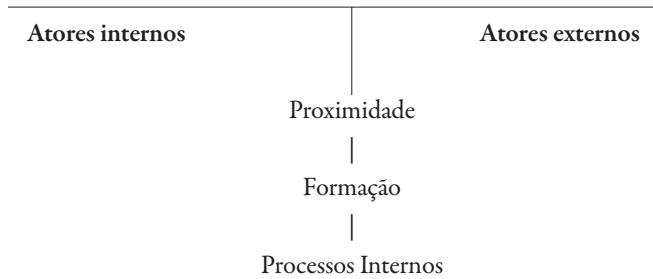 Atores internos Atores externos
Proximidade
Formação
Processos Internos